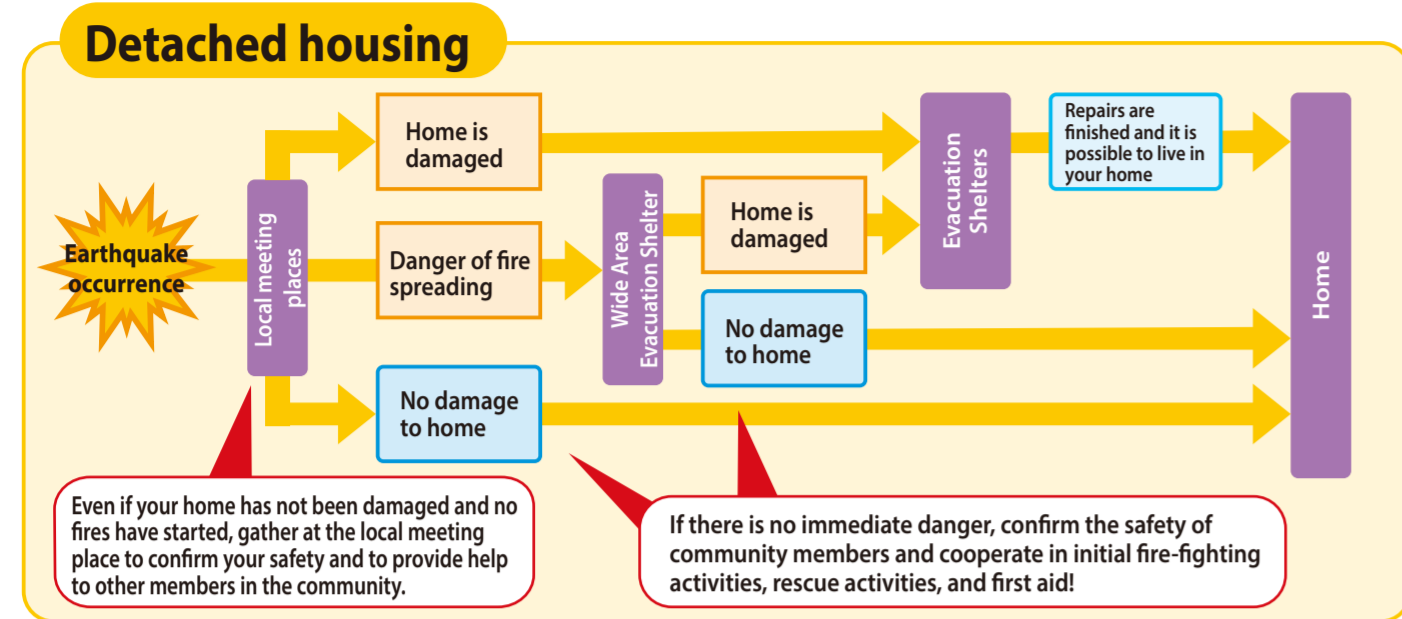 Detached housing
Earthquake
occurrence
Local meeting
places
Home is
damaged
Danger of fire
spreading
No damage
to home
Wide Area
Evacuation Shelter
Home is
damaged
No damage
to home
Evacuation
Shelters
Repairs are
finished and it is
possible to live in
your home
Home
Even if your home has not been damaged and no
fires have started, gather at the local meeting
place to confirm your safety and to provide help
to other members in the community.
If there is no immediate danger, confirm the safety of
community members and cooperate in initial fire-fighting
activities, rescue activities, and first aid!